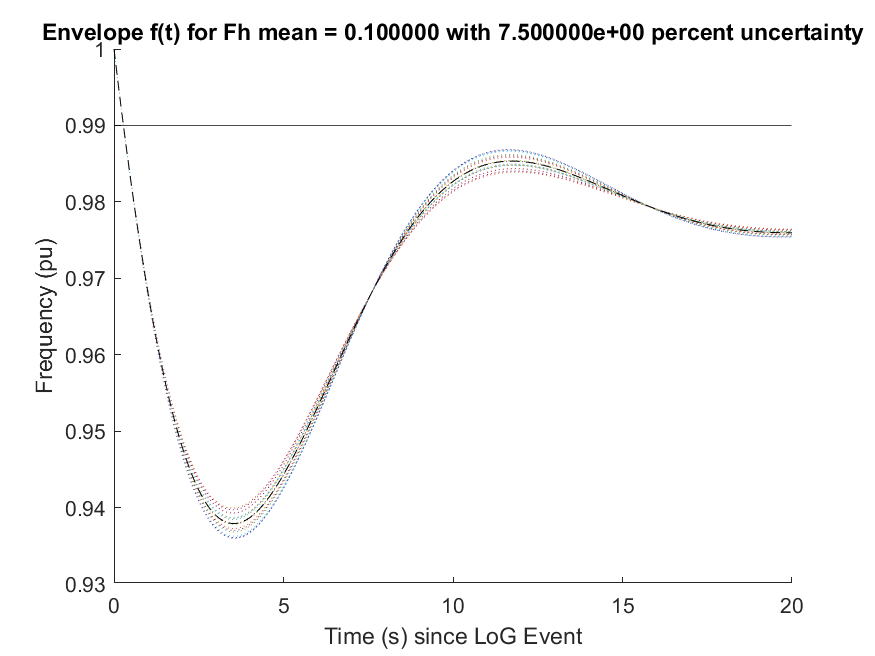 Envelope f(t) for Fh mean = 0.100000 with 7.500000e+00 percent uncertainty
1
0.99
0.98
0.97
0.96
0.95
0.94
0.93
Frequency (pu)
0 5 10 15 20
Time (s) since LoG Event